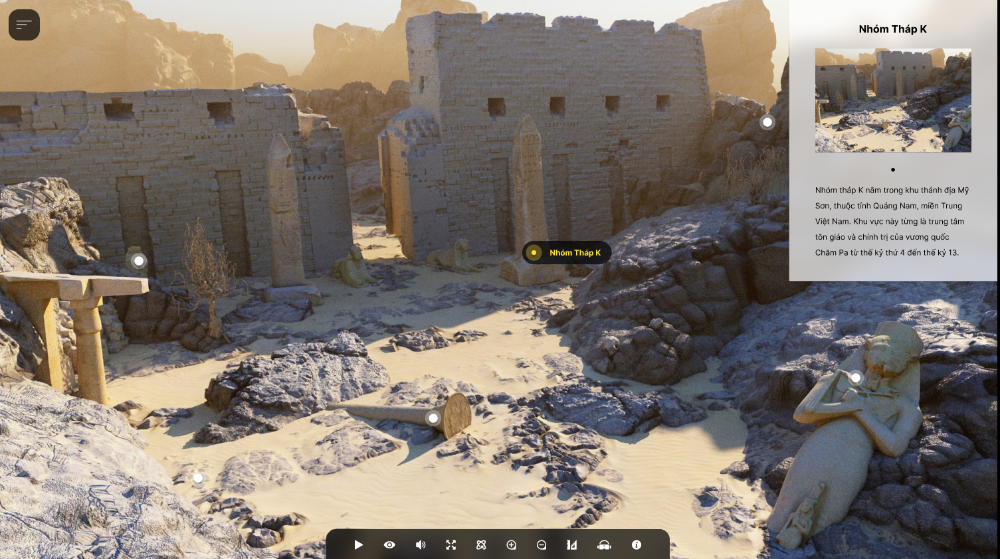 Nhóm Tháp K
Nhóm tháp K nằm trong khu thánh địa Mỹ
Sơn, thuộc tỉnh Quảng Nam, miền Trung
Việt Nam. Khu vực này từng là trung tâm
tôn giáo và chính trị của vương quốc
Chăm Pa từ thế kỷ thứ 4 đến thế kỷ 13.
Nhóm Tháp K